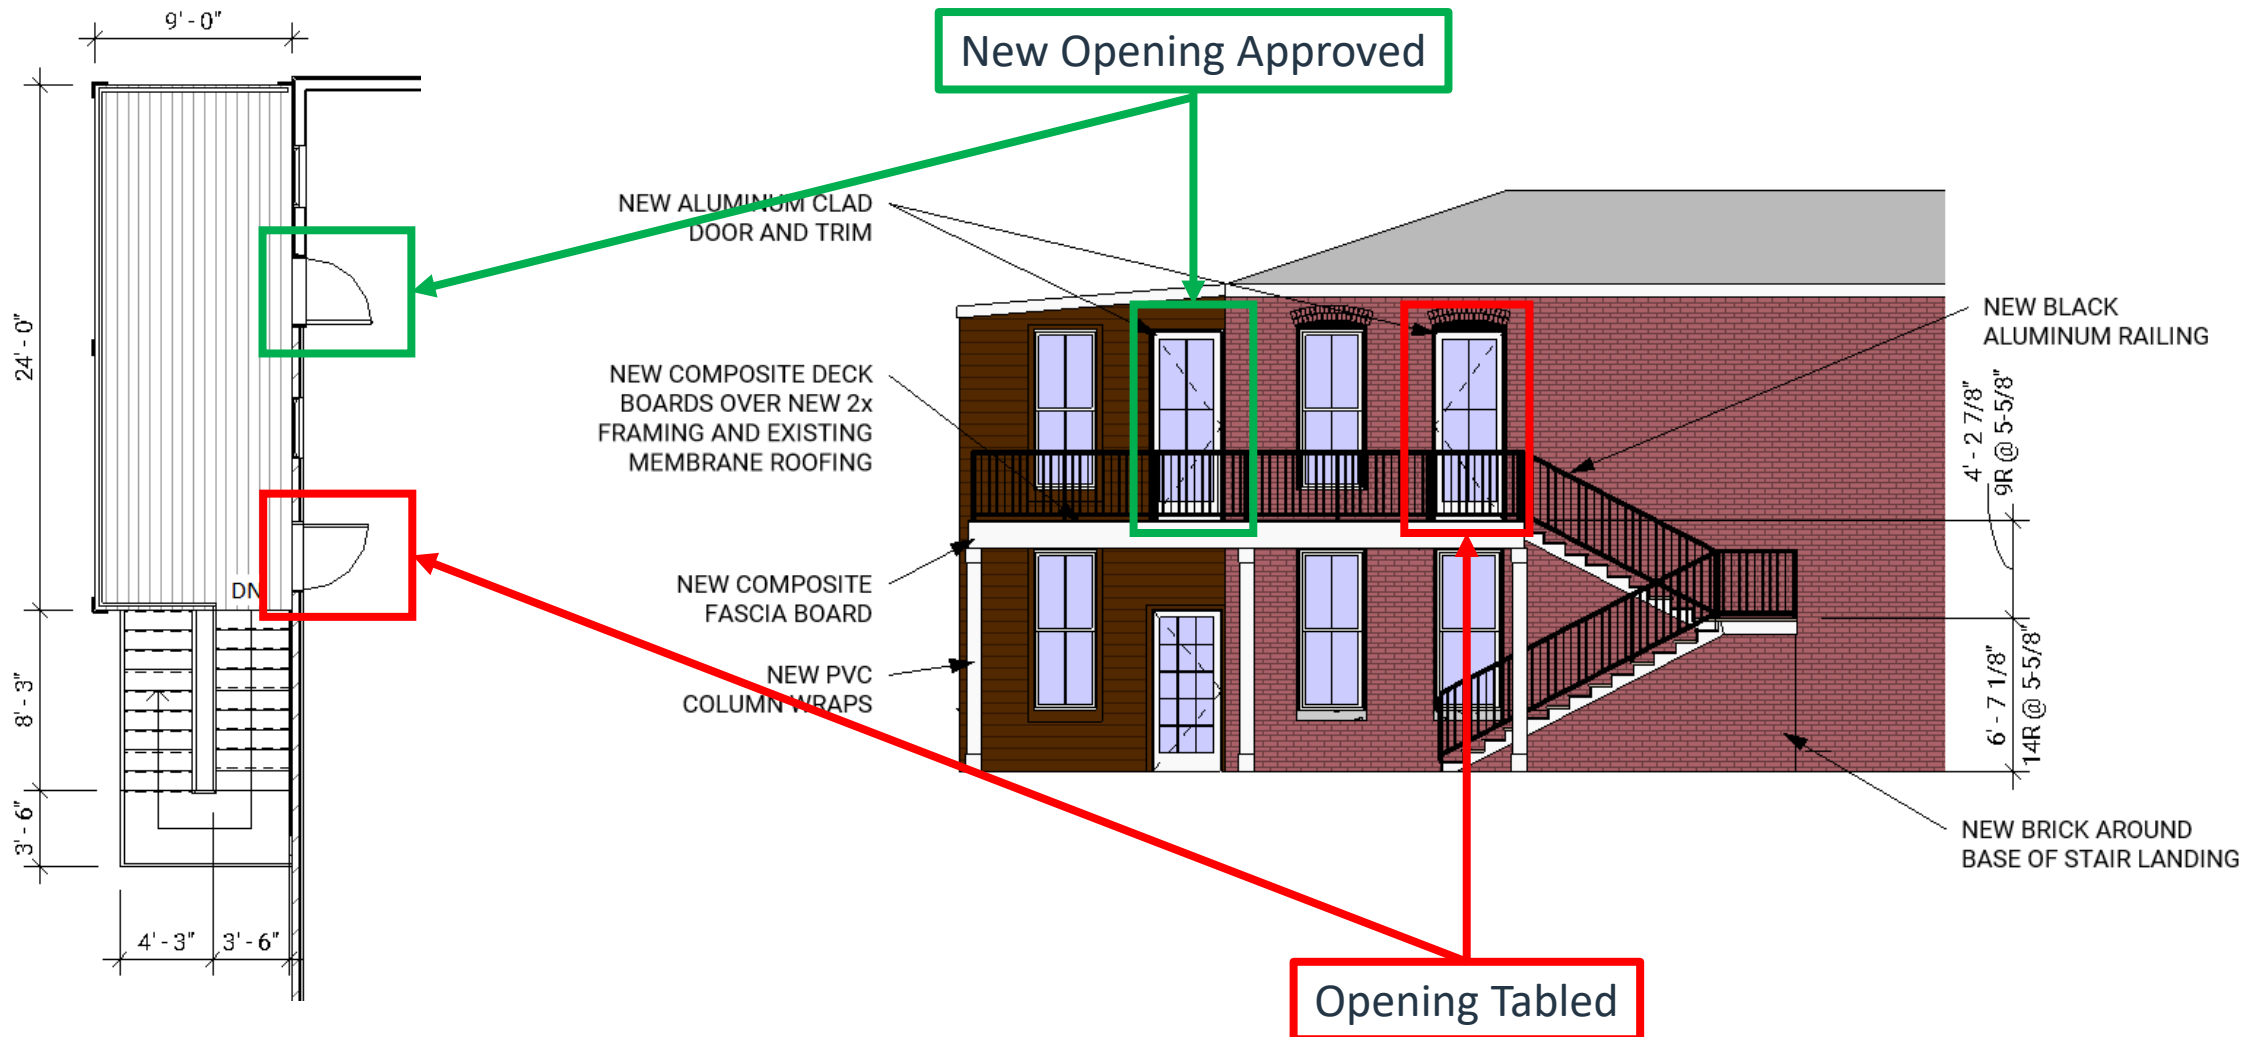 9' - 0"
New Opening Approved
NEW ALUMINUM CLAD
DOOR AND TRIM
24' - 0"
NEW COMPOSITE DECK
BOARDS OVER NEW 2x
FRAMING AND EXISTING
MEMBRANE ROOFING
NEW BLACK
ALUMINUM RAILING
4' - 2 7/8"
9R @ 5-5/8"
DN
NEW COMPOSITE
FASCIA BOARD
NEW PVC
COLUMN WRAPS
8' - 3"
6' - 7 1/8"
14R @ 5-5/8"
3' - 6"
NEW BRICK AROUND
BASE OF STAIR LANDING
4' - 3"
3' - 6"
Opening Tabled